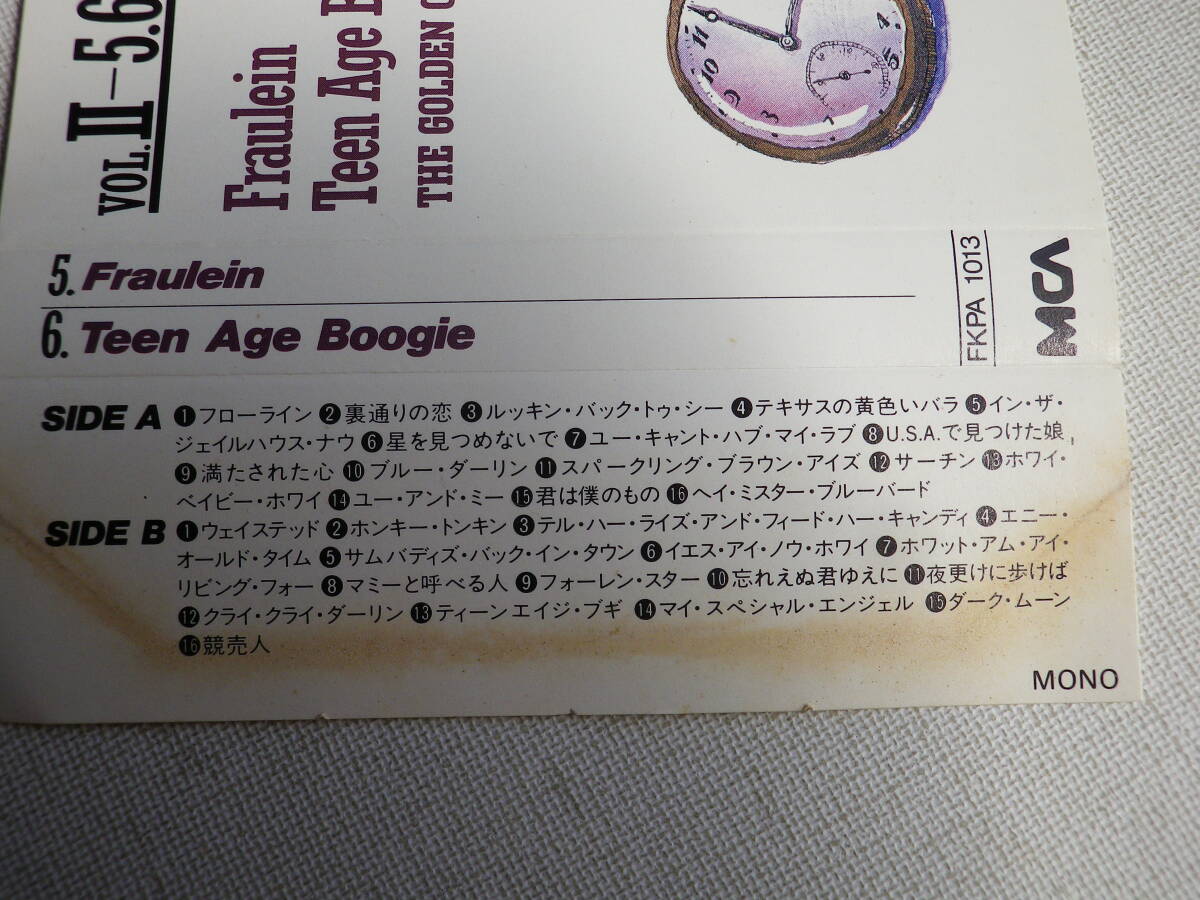 VOL.II-5.6
Fraulein
Teen Age B
THE GOLDEN
5. Fraulein
6. Teen Age Boogie
FKPA 1013
MCA
SIDE A ❶フローライン ❷裏通りの恋 ❸ルッキン・バック・トゥ・シー ❹テキサスの黄色いバラ ❺イン・ザ・
ジェイルハウス・ナウ ❻星を見つめないで ❼ユー・キャント・ハブ・マイ・ラブ ❽U.S.A.で見つけた娘
❾満たされた心 ❿ブルー・ダーリン ⓫スパークリング・ブラウン・アイズ ⓬サーチン ⓭ホワイ・
ベイビー・ホワイ ⓮ユー・アンド・ミー ⓯君は僕のもの ⓰ヘイ・ミスター・ブルーバード
SIDE B ❶ウェイステッド ❷ホンキー・トンキン ❸テル・ハー・ライズ・アンド・フィード・ハー・キャンディ ❹エニー・
オールド・タイム ❺サムバディズ・バック・イン・タウン ❻イエス・アイ・ノウ・ホワイ ❼ホワット・アム・アイ・
リビング・フォー ❽マミーと呼べる人 ❾フォーレン・スター ❿忘れえぬ君ゆえに ⓫夜更けに歩けば
⓬クライ・クライ・ダーリン ⓭ティーンエイジ・ブギ ⓮マイ・スペシャル・エンジェル ⓯ダーク・ムーン
⓰競売人
MONO